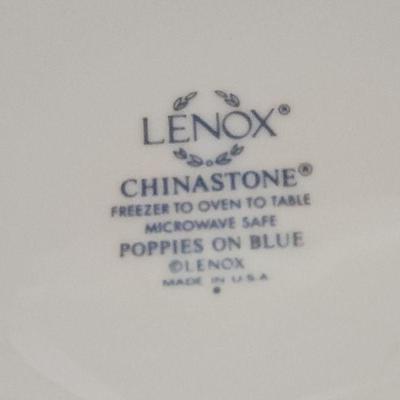 LENOX®
CHINASTONE®
FREEZER TO OVEN TO TABLE
MICROWAVE SAFE
POPPIES ON BLUE
©LENOX
MADE IN U.S.A